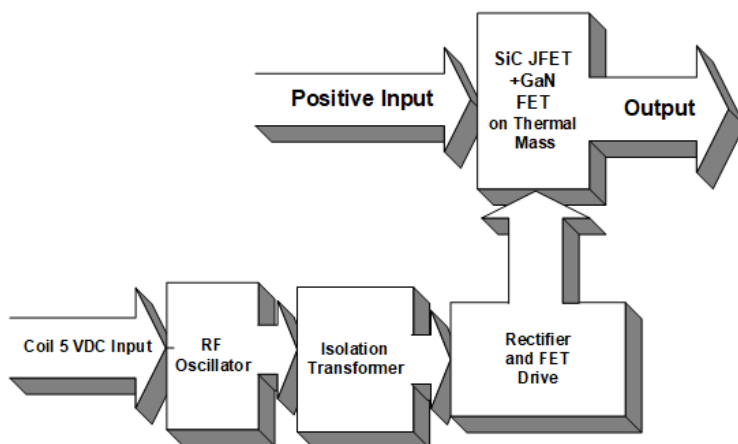 SiC JFET
+GaN
FET
on Thermal
Mass
Positive Input
Output
Coil 5 VDC Input
RF
Oscillator
Isolation
Transformer
Rectifier
and FET
Drive